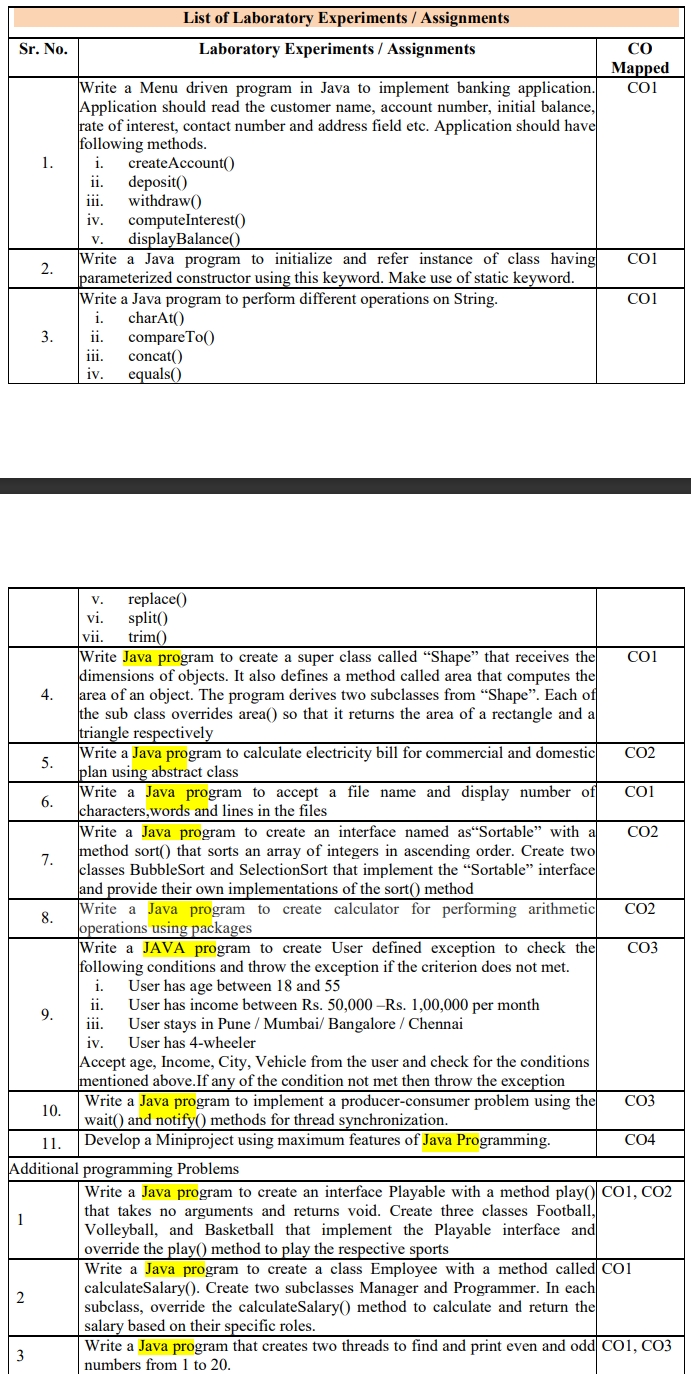 List of Laboratory Experiments / Assignments
Sr. No. Laboratory Experiments / Assignments CO
Mapped
Write a Menu driven program in Java to implement banking application. CO1
Application should read the customer name, account number, initial balance,
rate of interest, contact number and address field etc. Application should have
following methods.
1. i. createAccount()
ii. deposit()
iii. withdraw()
iv. computeInterest()
v. displayBalance()
2. Write a Java program to initialize and refer instance of class having CO1
parameterized constructor using this keyword. Make use of static keyword.
Write a Java program to perform different operations on String. CO1
i. charAt()
3. ii. compareTo()
iii. concat()
iv. equals()
v. replace()
vi. split()
vii. trim()
Write Java program to create a super class called “Shape” that receives the CO1
dimensions of objects. It also defines a method called area that computes the
4. area of an object. The program derives two subclasses from “Shape”. Each of
the sub class overrides area() so that it returns the area of a rectangle and a
triangle respectively
5. Write a Java program to calculate electricity bill for commercial and domestic CO2
plan using abstract class
6. Write a Java program to accept a file name and display number of CO1
characters,words and lines in the files
Write a Java program to create an interface named as“Sortable” with a CO2
7. method sort() that sorts an array of integers in ascending order. Create two
classes BubbleSort and SelectionSort that implement the “Sortable” interface
and provide their own implementations of the sort() method
8. Write a Java program to create calculator for performing arithmetic CO2
operations using packages
Write a JAVA program to create User defined exception to check the CO3
following conditions and throw the exception if the criterion does not met.
i. User has age between 18 and 55
ii. User has income between Rs. 50,000 –Rs. 1,00,000 per month
9. iii. User stays in Pune / Mumbai/ Bangalore / Chennai
iv. User has 4-wheeler
Accept age, Income, City, Vehicle from the user and check for the conditions
mentioned above.If any of the condition not met then throw the exception
10. Write a Java program to implement a producer-consumer problem using the CO3
wait() and notify() methods for thread synchronization.
11. Develop a Miniproject using maximum features of Java Programming. CO4
Additional programming Problems
Write a Java program to create an interface Playable with a method play() CO1, CO2
1 that takes no arguments and returns void. Create three classes Football,
Volleyball, and Basketball that implement the Playable interface and
override the play() method to play the respective sports
Write a Java program to create a class Employee with a method called CO1
2 calculateSalary(). Create two subclasses Manager and Programmer. In each
subclass, override the calculateSalary() method to calculate and return the
salary based on their specific roles.
3 Write a Java program that creates two threads to find and print even and odd CO1, CO3
numbers from 1 to 20.